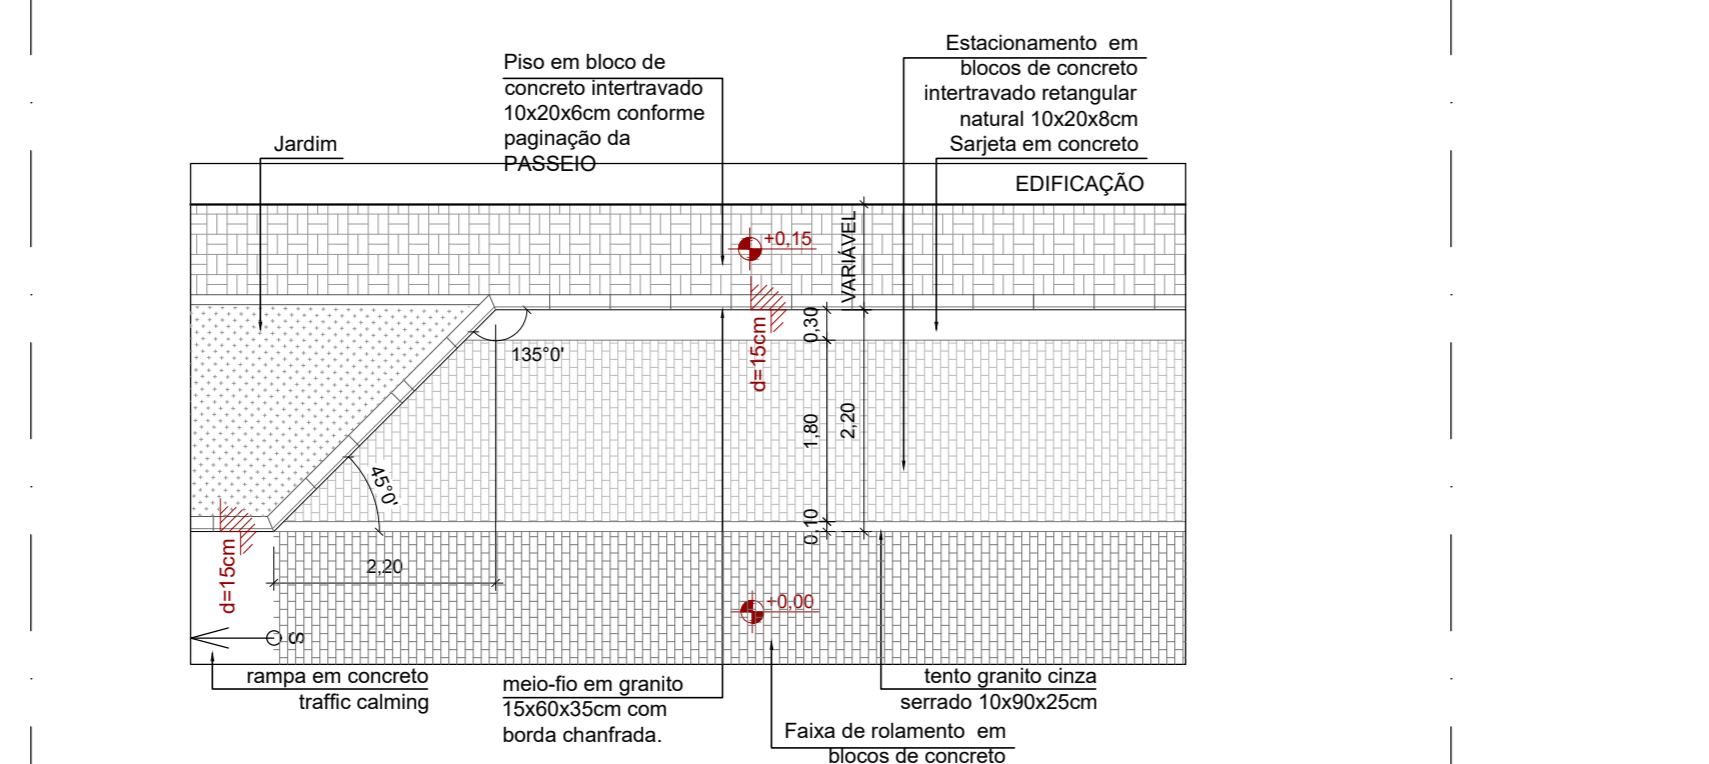 Estacionamento em
blocos de concreto
intertravado retangular
natural 10x20x8cm
Sarjeta em concreto
Piso em bloco de
concreto intertravado
10x20x6cm conforme
paginação da
PASSEIO
Jardim
EDIFICAÇÃO
+0,15
VARIÁVEL
0,30
d=15cm
135°0'
1,80
2,20
45°0'
0,10
d=15cm
2,20
+0,00
S
rampa em concreto
traffic calming
meio-fio em granito
15x60x35cm com
borda chanfrada.
tento granito cinza
serrado 10x90x25cm
Faixa de rolamento em
blocos de concreto